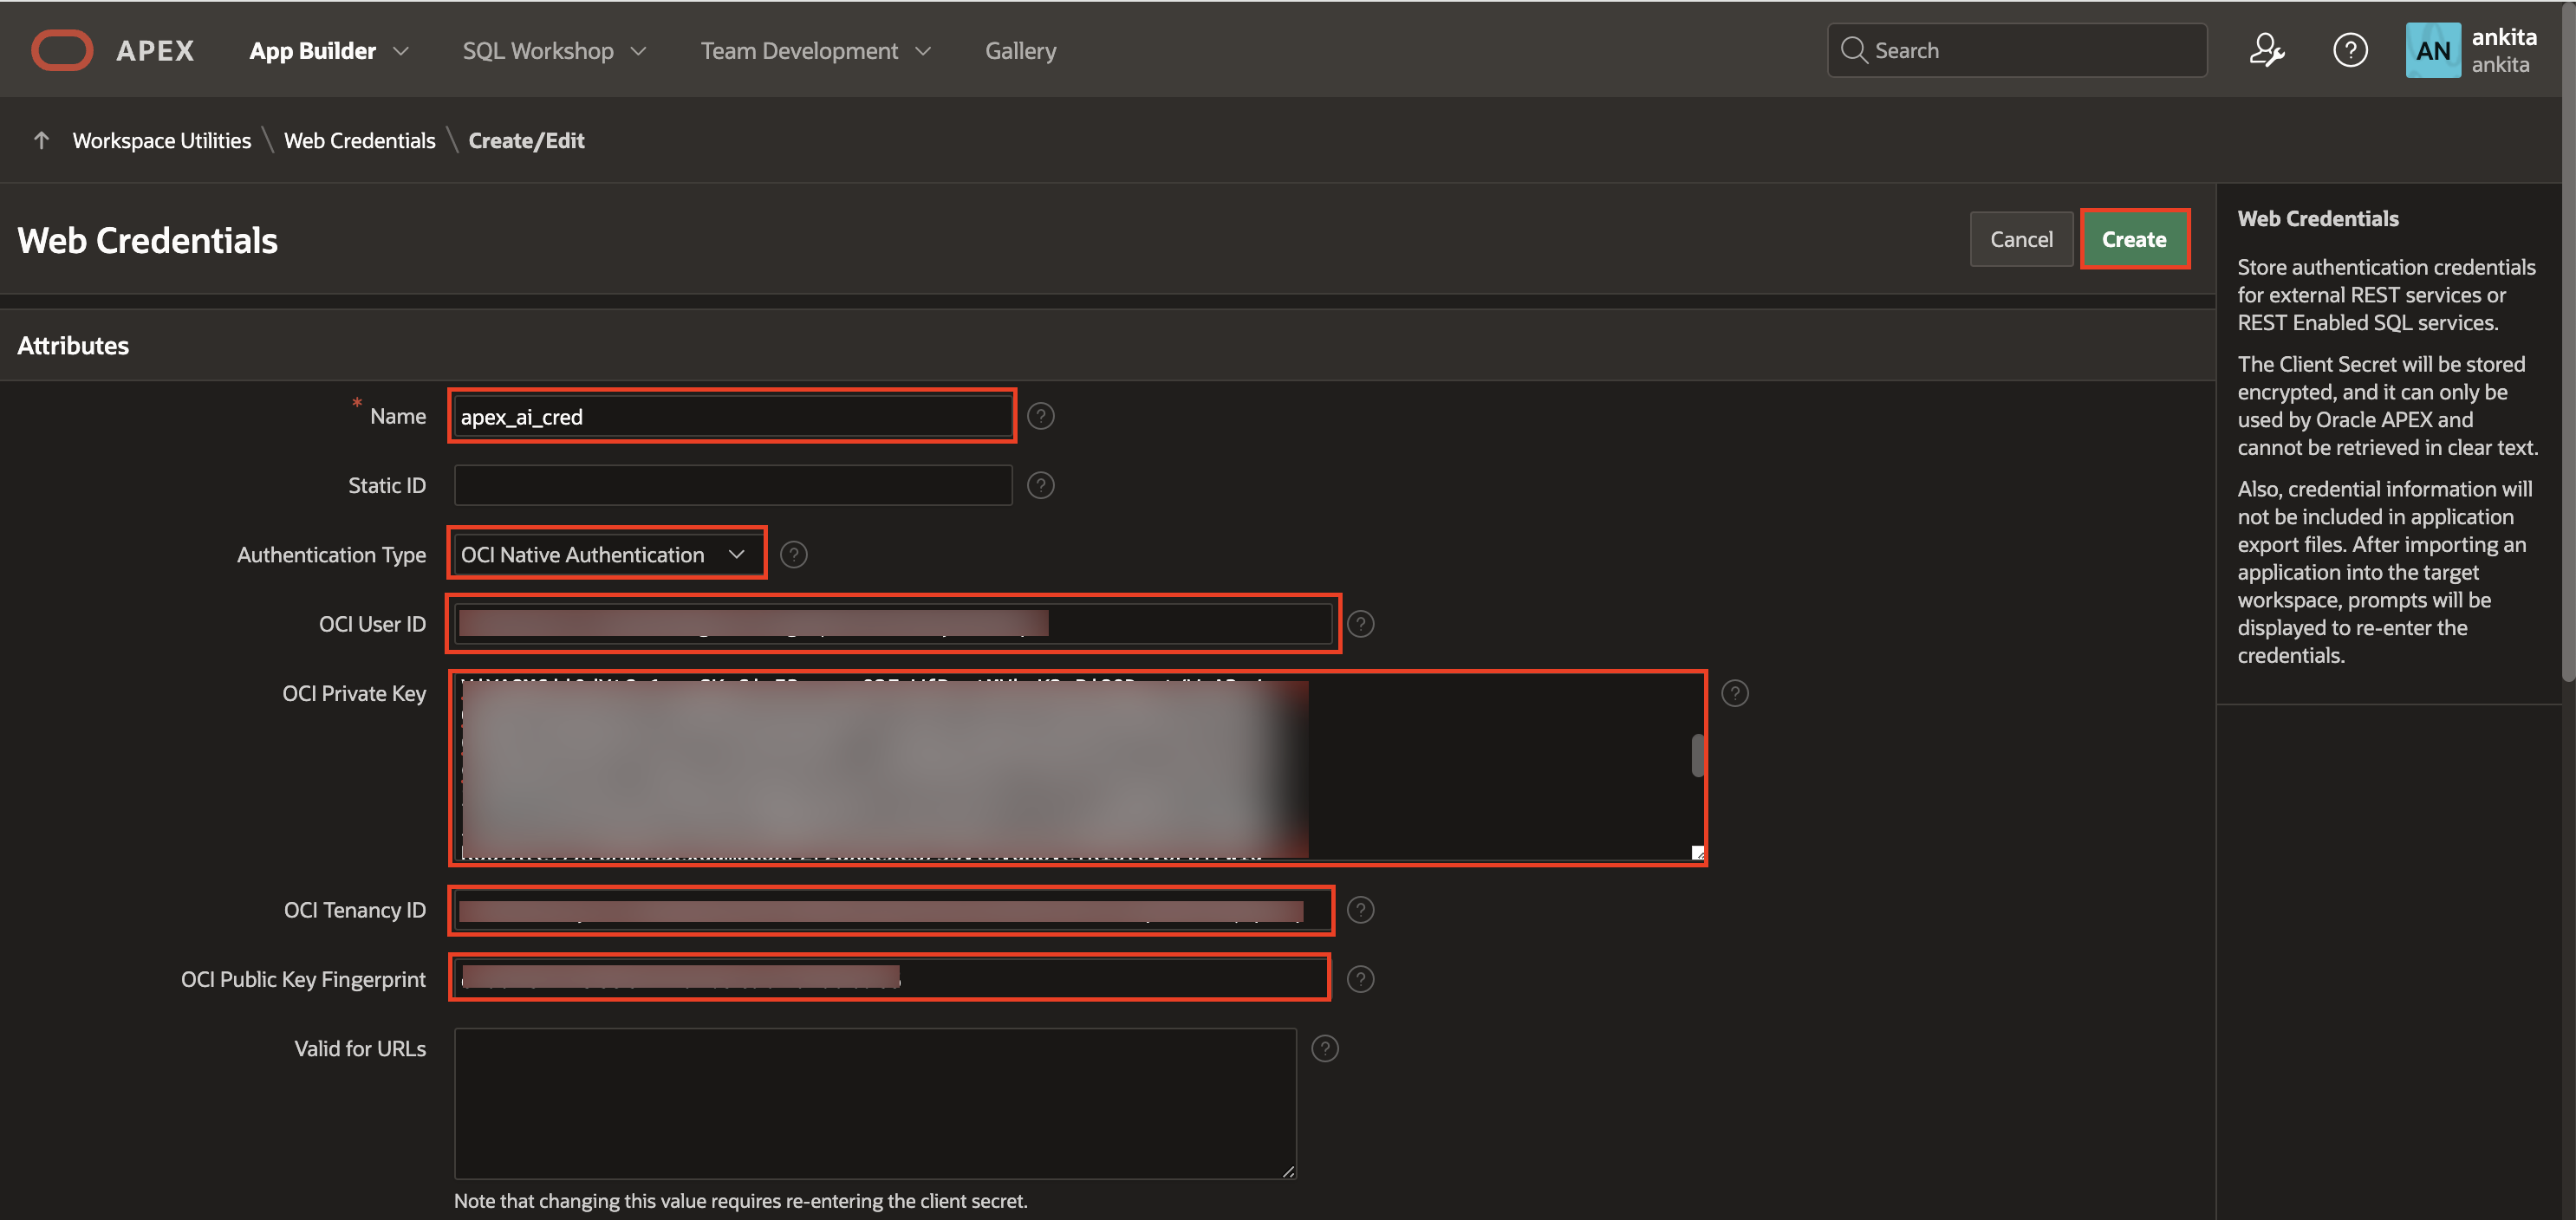 APEX
App Builder
SQL Workshop
Team Development
Gallery
Search
AN
ankita
ankita
Workspace Utilities \ Web Credentials \ Create/Edit
Web Credentials
Cancel
Create
Attributes
* Name
apex_ai_cred
Static ID
Authentication Type
OCI Native Authentication
OCI User ID
OCI Private Key
OCI Tenancy ID
OCI Public Key Fingerprint
Valid for URLs
Note that changing this value requires re-entering the client secret.
Web Credentials
Store authentication credentials
for external REST services or
REST Enabled SQL services.
The Client Secret will be stored
encrypted, and it can only be
used by Oracle APEX and
cannot be retrieved in clear text.
Also, credential information will
not be included in application
export files. After importing an
application into the target
workspace, prompts will be
displayed to re-enter the
credentials.